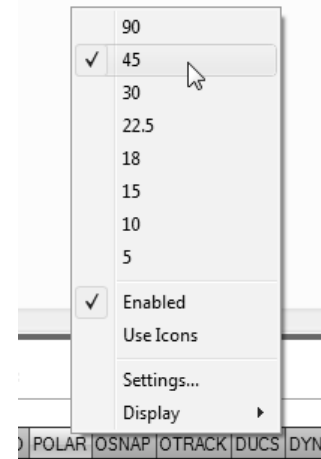 90
45
30
22.5
18
15
10
5
Enabled
Use Icons
Settings...
Display
POLAR OSNAP OTRACK DUCS DYN